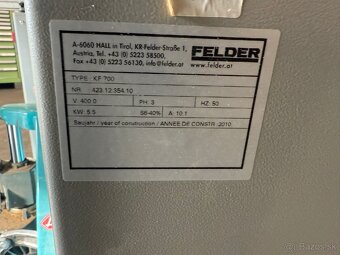 A-6060 HALL in Tirol, KR-Felder-Straße 1,
Austria, Tel. +43 (0) 5223 58500,
Fax +43 (0) 5223 56130, info@felder.at
FELDER
www.felder.at
TYPE KF 700
NR. 423.12.354.10
V. 400 D PH: 3 HZ: 50
KW: 5.5 S6-40% A: 10.1
Baujahr / year of construction / ANNEE DE CONSTR. 2010
Bazos.sk